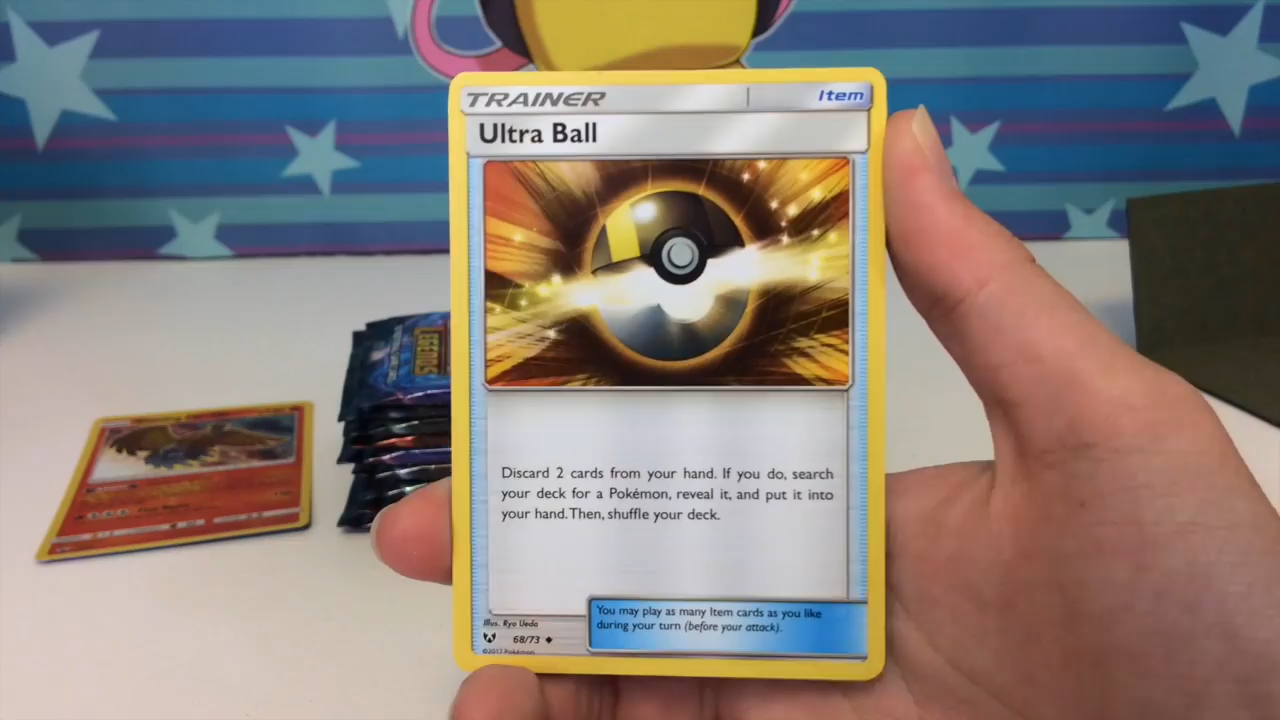 TRAINER Item
Ultra Ball
Discard 2 cards from your hand. If you do, search
your deck for a Pokémon, reveal it, and put it into
your hand. Then, shuffle your deck.
You may play as many Item cards as you like
during your turn (before your attack).
Illus. Ryo Ueda
68/73
©2017 Pokémon
LEGENDS